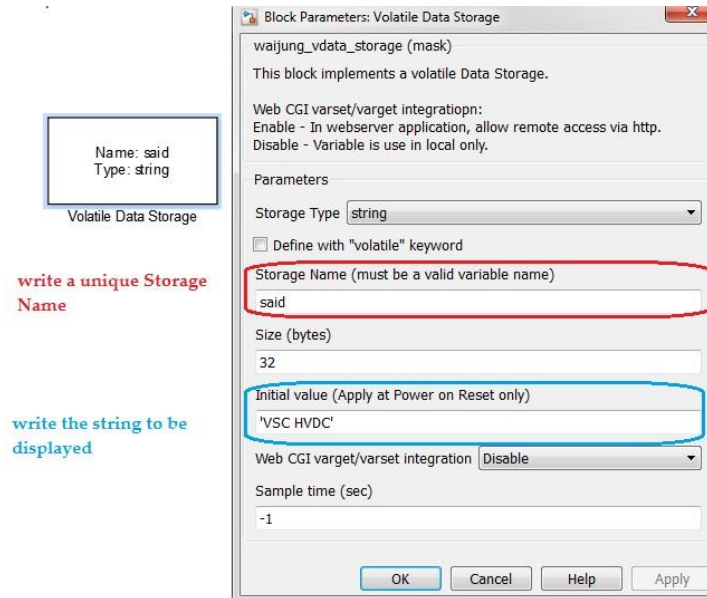 Block Parameters: Volatile Data Storage
waijung_vdata_storage (mask)
This block implements a volatile Data Storage.
Web CGI varset/varget integratiopn:
Enable - In webserver application, allow remote access via http.
Disable - Variable is use in local only.
Name: said
Type: string
Volatile Data Storage
Parameters
Storage Type string
Define with "volatile" keyword
write a unique Storage
Name
Storage Name (must be a valid variable name)
said
Size (bytes)
32
write the string to be
displayed
Initial value (Apply at Power on Reset only)
'VSC HVDC'
Web CGI varget/varset integration Disable
Sample time (sec)
-1
OK Cancel Help Apply